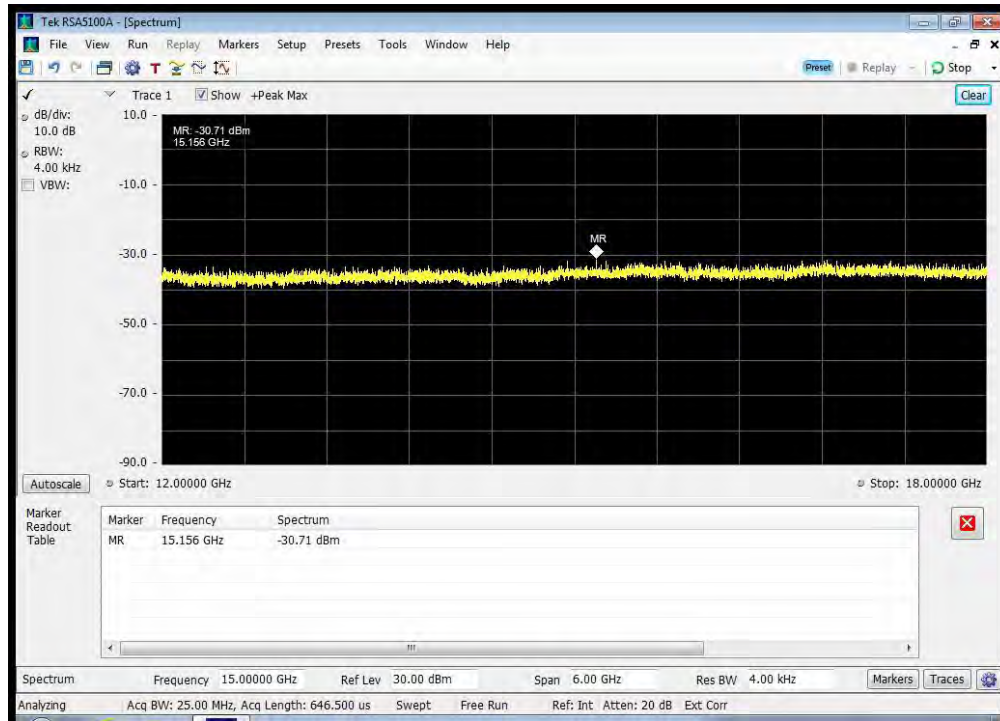 Tek RSA5100A - [Spectrum]
File View Run Replay Markers Setup Presets Tools Window Help
T
Preset Replay Stop
Trace 1 Show +Peak Max
Clear
dB/div:
10.0 dB
RBW:
4.00 kHz
VBW:
10.0
-10.0
-30.0
-50.0
-70.0
-90.0
MR: -30.71 dBm
15.156 GHz
MR
Autoscale
Start: 12.00000 GHz
Stop: 18.00000 GHz
Marker
Readout
Table
Marker Frequency Spectrum
MR 15.156 GHz -30.71 dBm
Spectrum Frequency 15.00000 GHz Ref Lev 30.00 dBm Span 6.00 GHz Res BW 4.00 kHz Markers Traces
Analyzing Acq BW: 25.00 MHz, Acq Length: 646.500 us Swept Free Run Ref: Int Atten: 20 dB Ext Corr